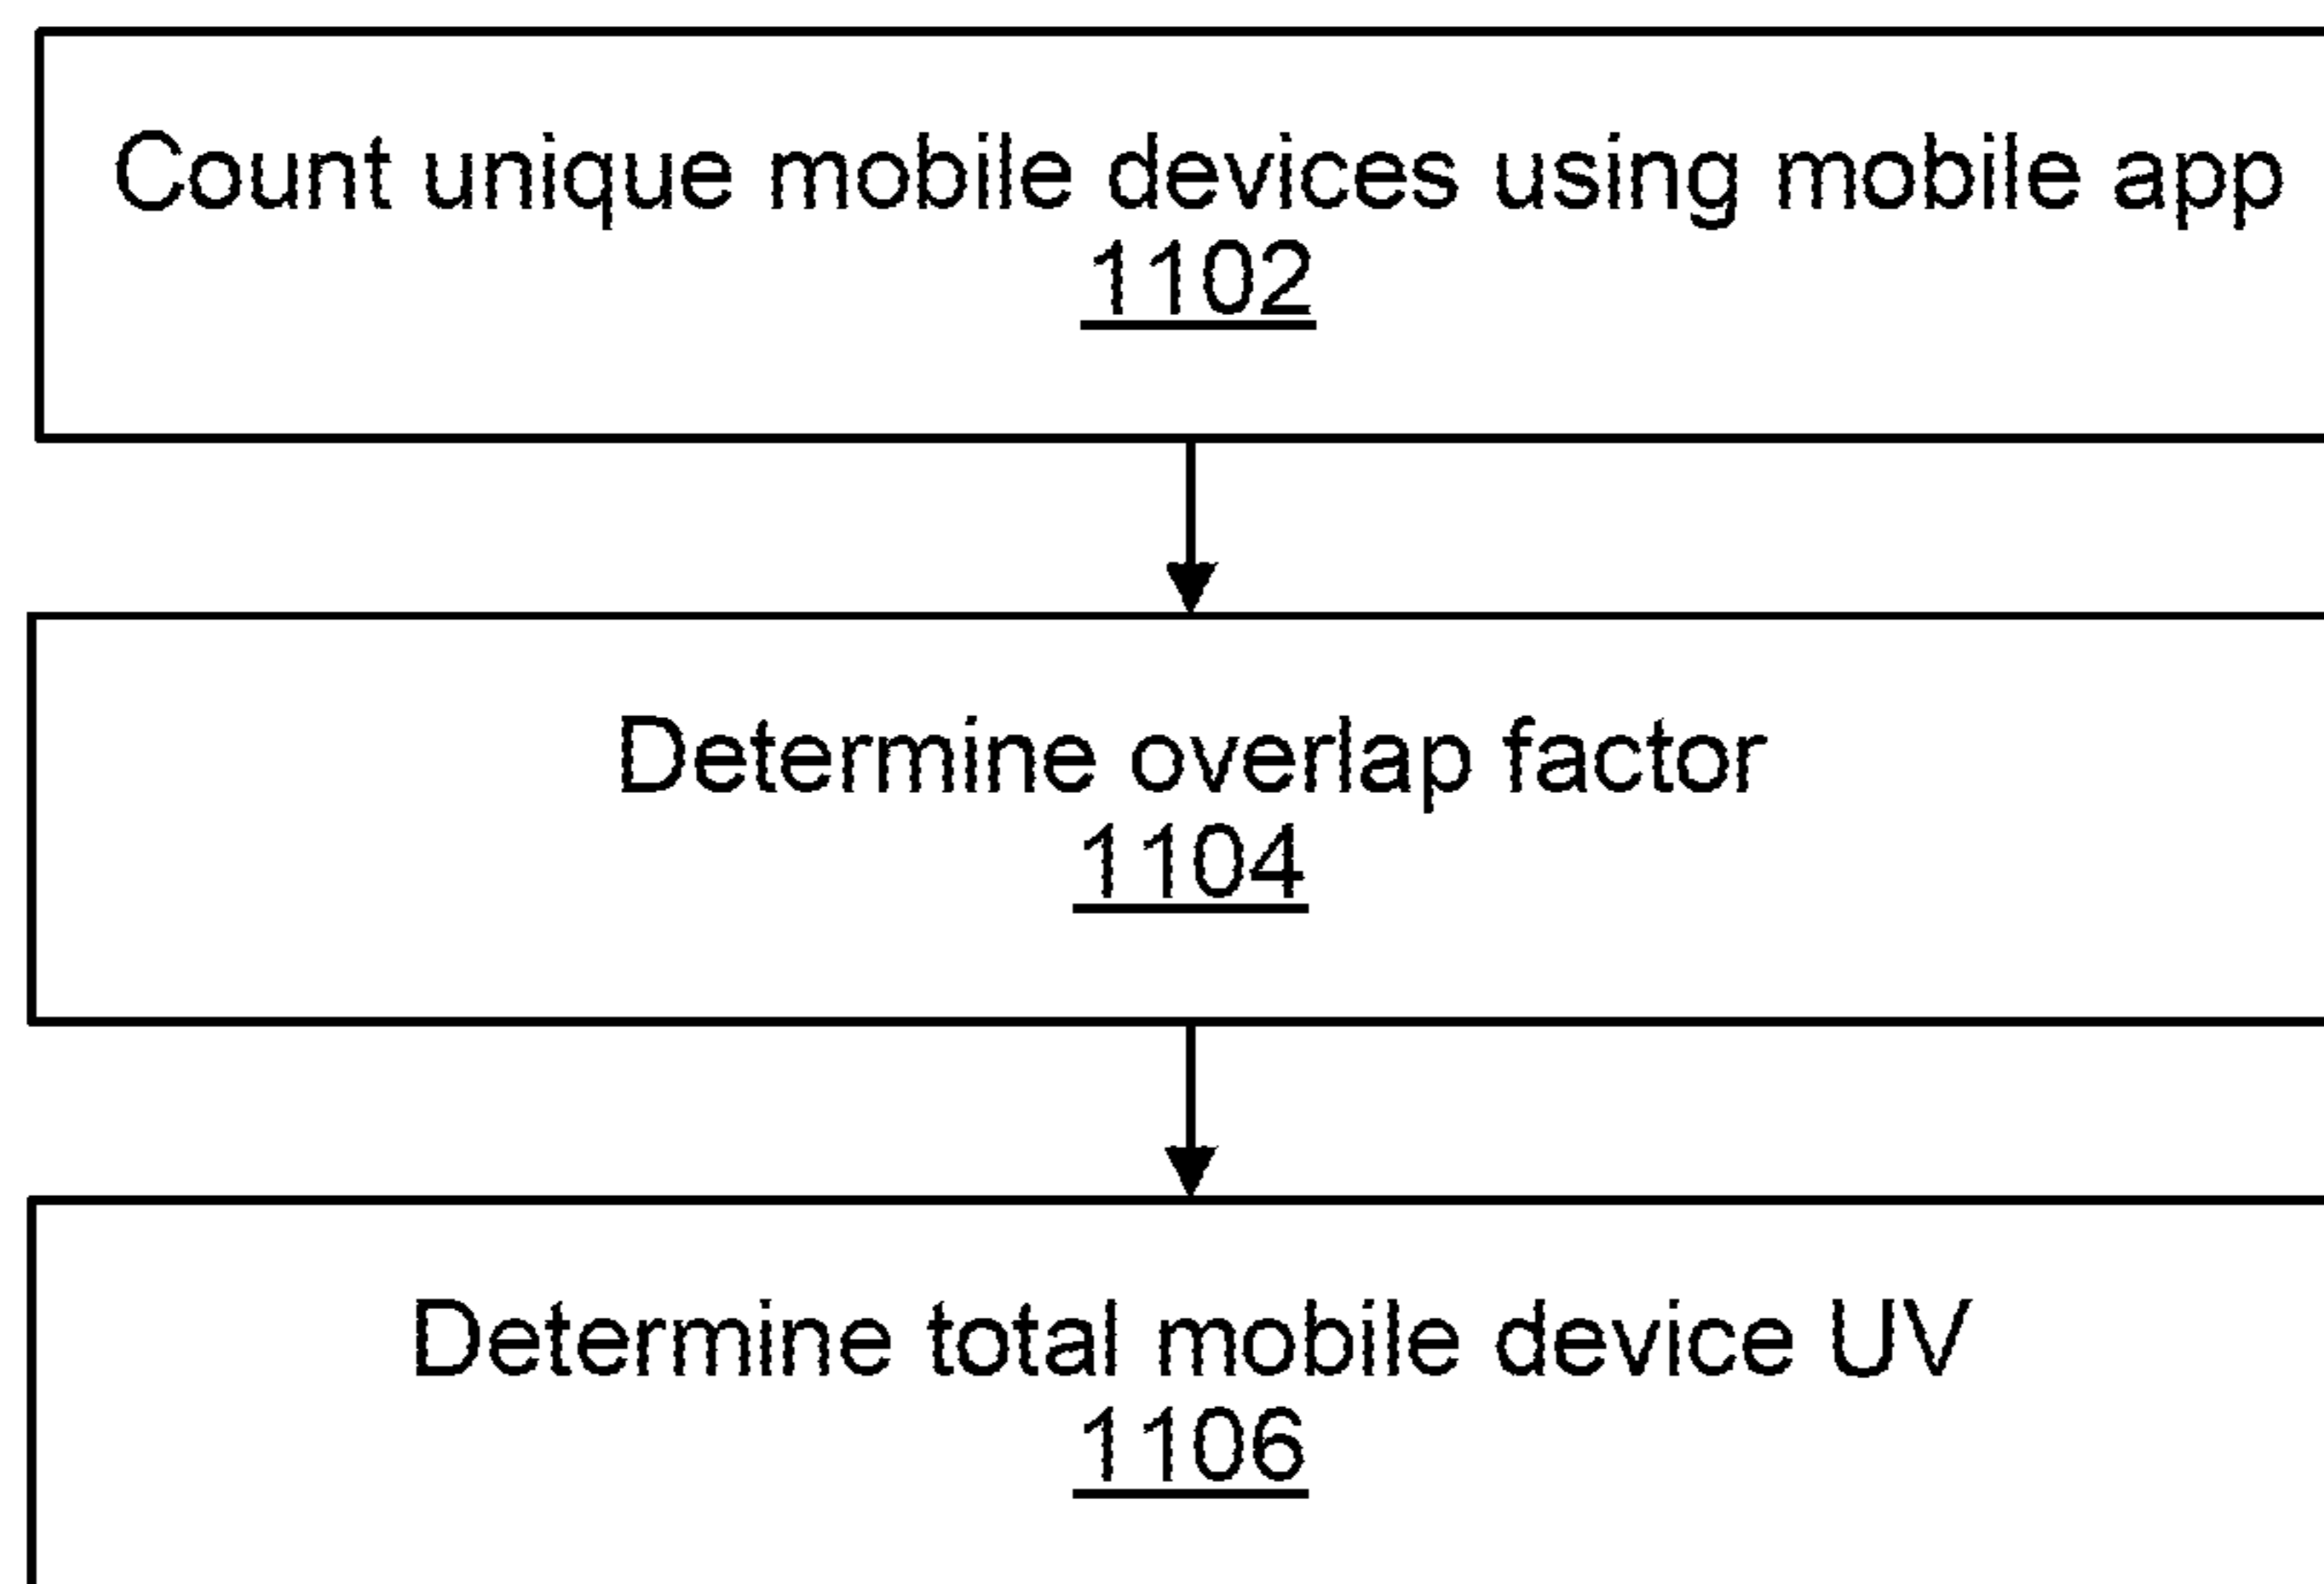 Count unique mobile devices using mobile app
1102
Determine overlap factor
1104
Determine total mobile device UV
1106